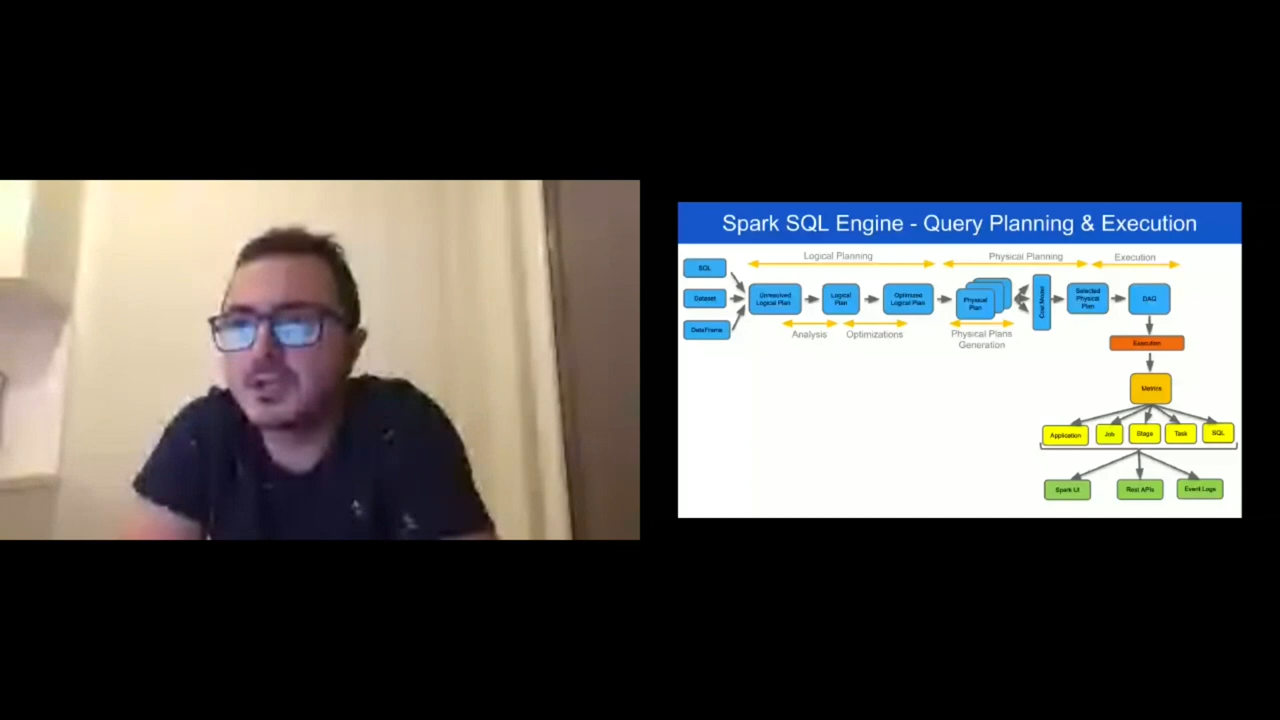 Spark SQL Engine - Query Planning & Execution
Logical Planning
Physical Planning
Execution
SQL
Dataset
DataFrame
Unresolved
Logical Plan
Logical
Plan
Optimized
Logical Plan
Physical
Plan
Cost Model
Selected
Physical
Plan
DAG
Analysis
Optimizations
Physical Plans
Generation
Execution
Metrics
Application
Job
Stage
Task
SQL
Spark UI
Rest APIs
Event Logs